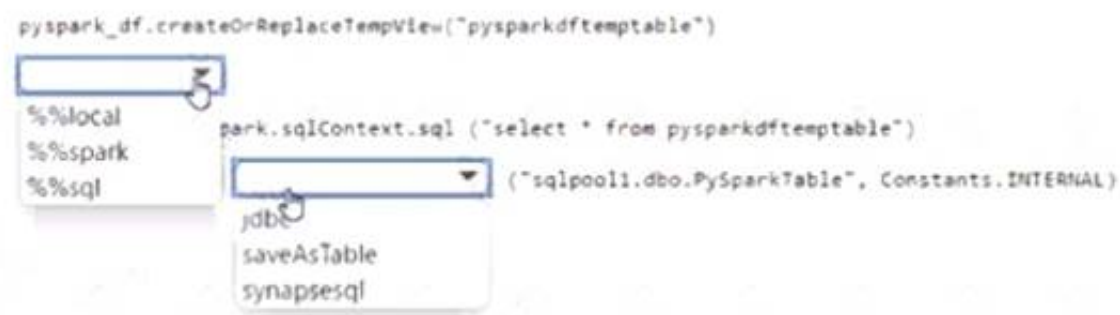 pyspark_df.createOrReplaceTempView("pysparkdftemptable")
%%local
park.sqlContext.sql ("select * from pysparkdftemptable")
%%spark
%%sql
("sqlpool1.dbo.PySparkTable", Constants.INTERNAL)
jdbc
saveAsTable
synapsesql